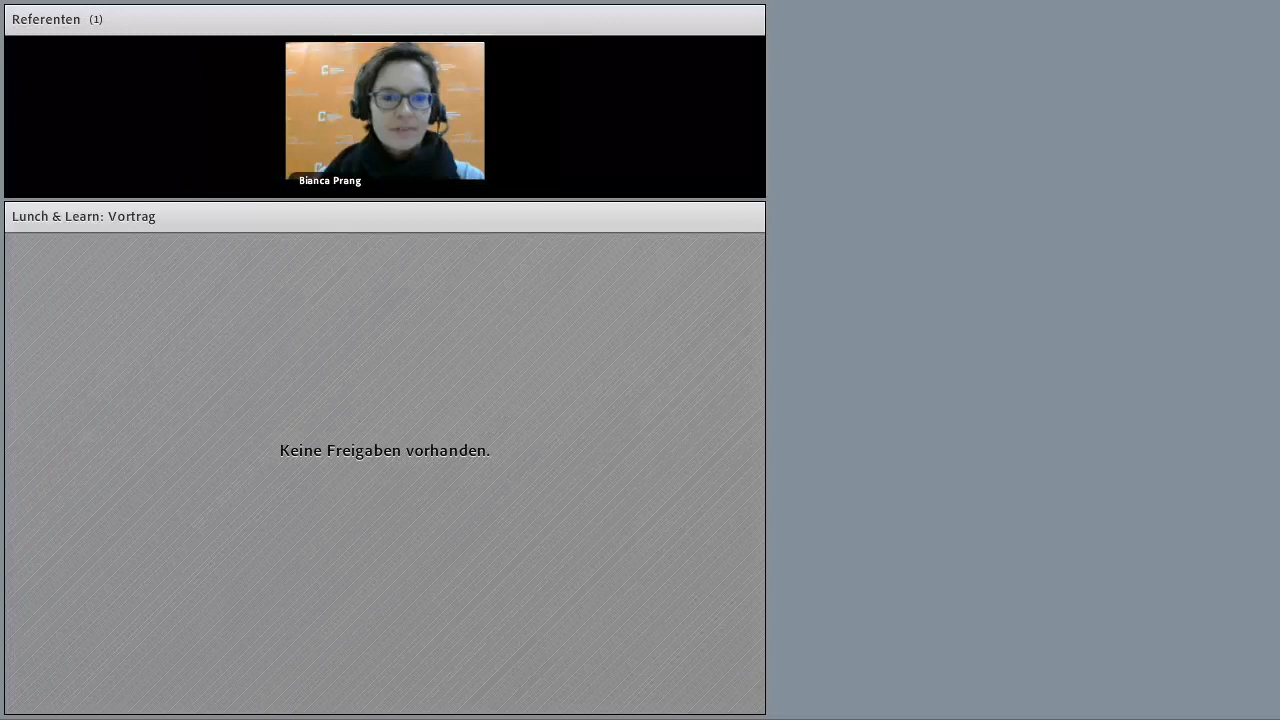 Referenten (1)
Bianca Prang
Lunch & Learn: Vortrag
Keine Freigaben vorhanden.